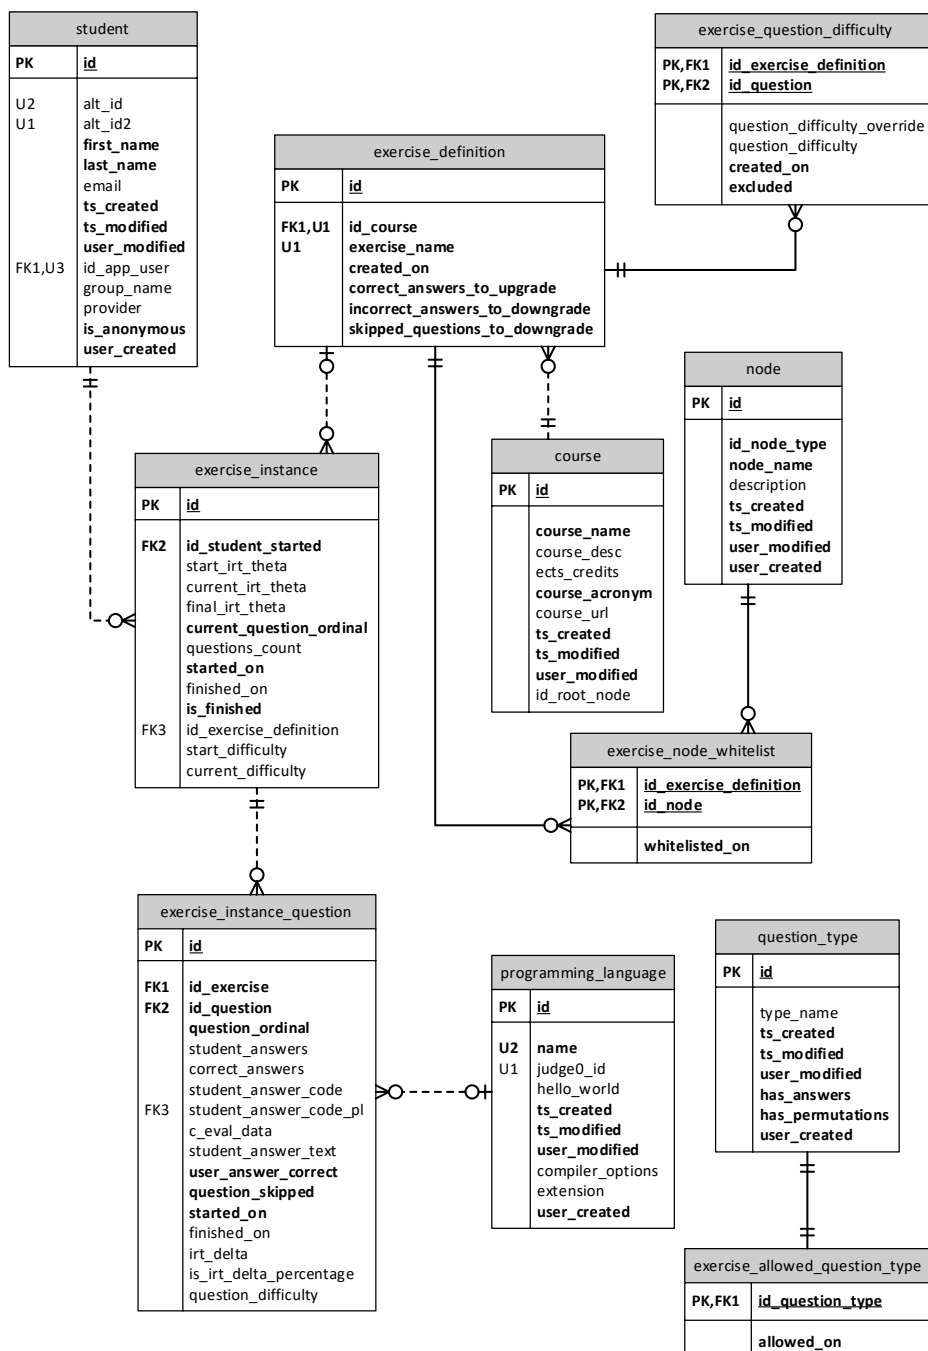 student
PK id
U2 alt_id
U1 alt_id2
first_name
last_name
email
ts_created
ts_modified
user_modified
FK1,U3 id_app_user
group_name
provider
is_anonymous
user_created
exercise_question_difficulty
PK,FK1 id_exercise_definition
PK,FK2 id_question
question_difficulty_override
question_difficulty
created_on
excluded
exercise_definition
PK id
FK1,U1 id_course
U1 exercise_name
created_on
correct_answers_to_upgrade
incorrect_answers_to_downgrade
skipped_questions_to_downgrade
node
PK id
id_node_type
node_name
description
ts_created
ts_modified
user_modified
user_created
exercise_instance
PK id
FK2 id_student_started
start_irt_theta
current_irt_theta
final_irt_theta
current_question_ordinal
questions_count
started_on
finished_on
is_finished
FK3 id_exercise_definition
start_difficulty
current_difficulty
course
PK id
course_name
course_desc
ects_credits
course_acronym
course_url
ts_created
ts_modified
user_modified
id_root_node
exercise_node_whitelist
PK,FK1 id_exercise_definition
PK,FK2 id_node
whitelisted_on
exercise_instance_question
PK id
FK1 id_exercise
FK2 id_question
question_ordinal
student_answers
correct_answers
student_answer_code
FK3 student_answer_code_pl
c_eval_data
student_answer_text
user_answer_correct
question_skipped
started_on
finished_on
irt_delta
is_irt_delta_percentage
question_difficulty
programming_language
PK id
U2 name
U1 judge0_id
hello_world
ts_created
ts_modified
user_modified
compiler_options
extension
user_created
question_type
PK id
type_name
ts_created
ts_modified
user_modified
has_answers
has_permutations
user_created
exercise_allowed_question_type
PK,FK1 id_question_type
allowed_on